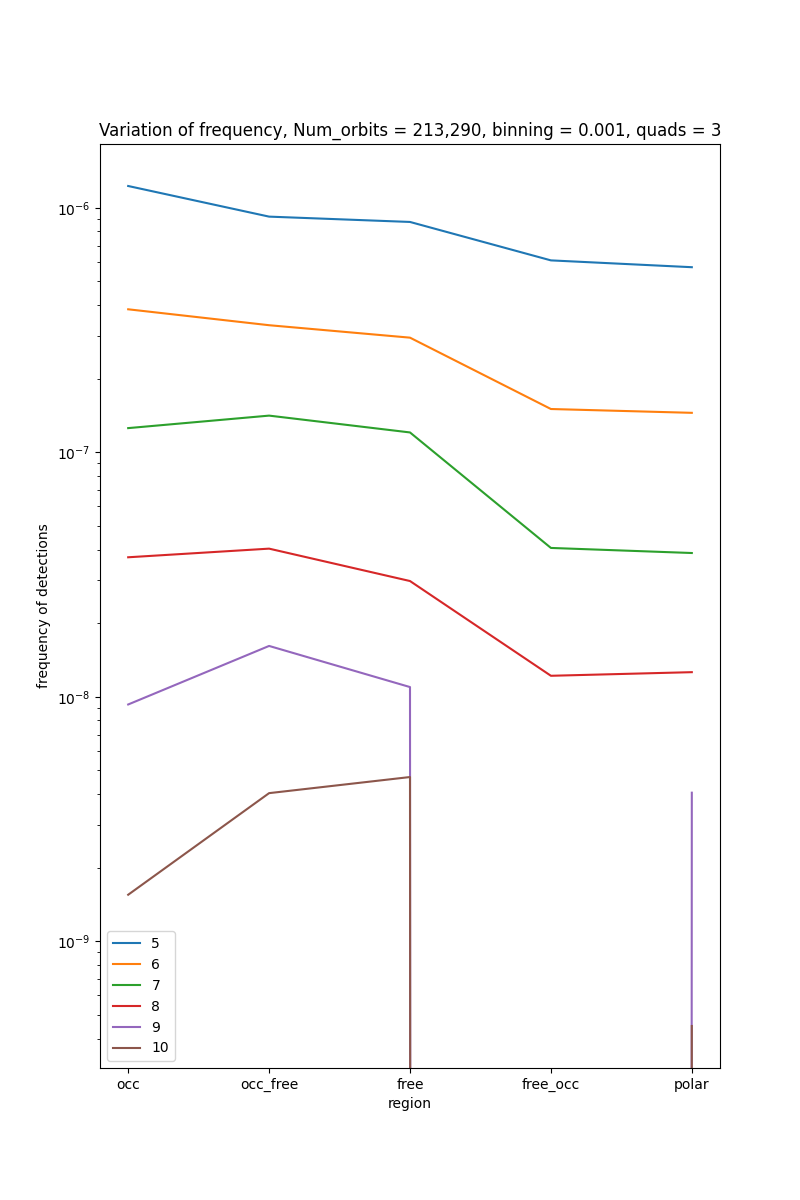 Variation of frequency, Num_orbits = 213,290, binning = 0.001, quads = 3
10⁻⁶
10⁻⁷
10⁻⁸
10⁻⁹
frequency of detections
5
6
7
8
9
10
occ
occ_free
free
free_occ
polar
region